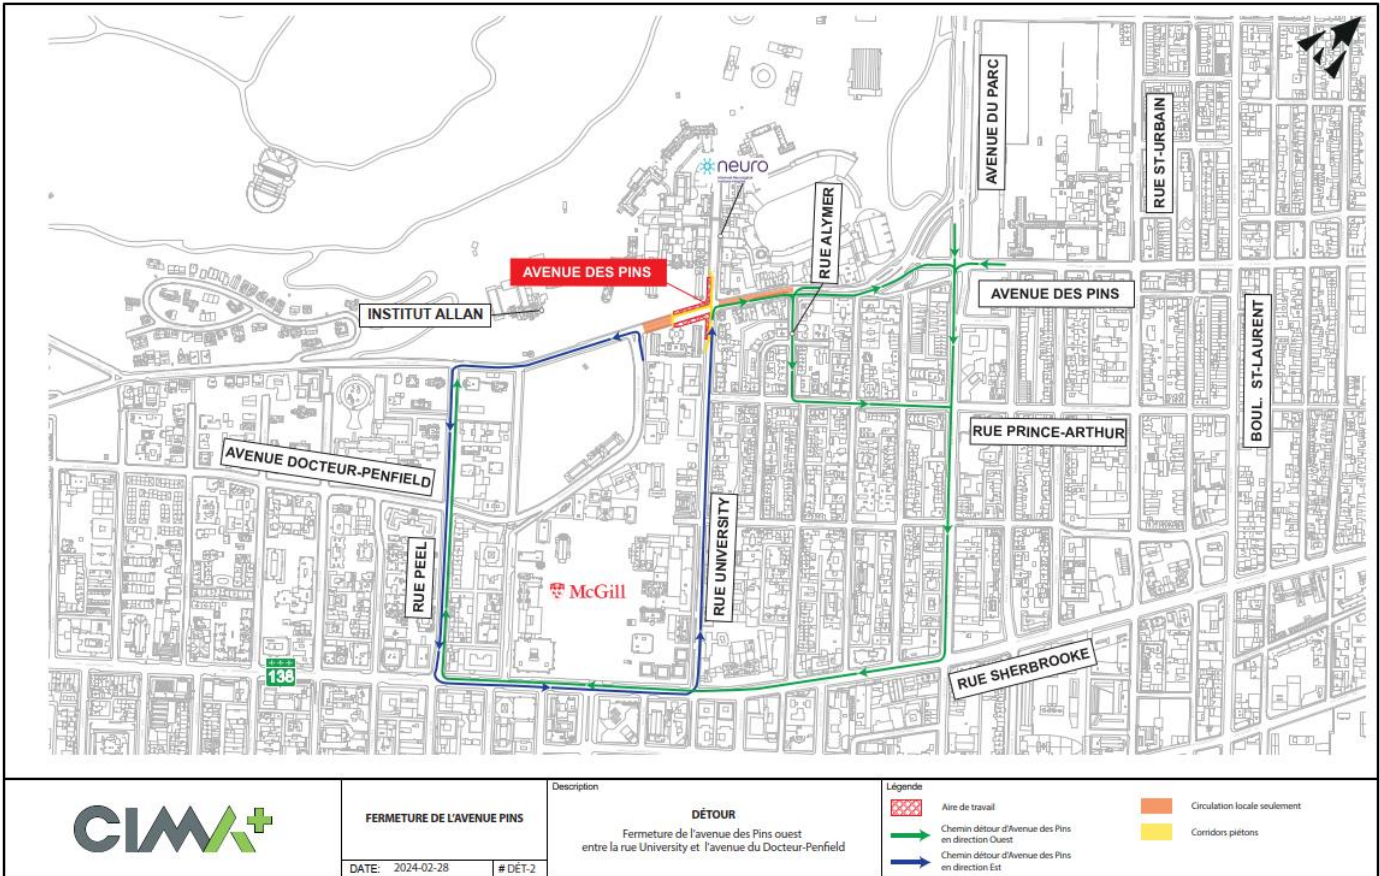 AVENUE DU PARC
RUE ST-URBAIN
neuro
RUE ALYMER
AVENUE DES PINS
INSTITUT ALLAN
AVENUE DES PINS
BOUL. ST-LAURENT
RUE PRINCE-ARTHUR
AVENUE DOCTEUR-PENFIELD
RUE PEEL
RUE UNIVERSITY
McGill
138
RUE SHERBROOKE
CIMA+
FERMETURE DE L'AVENUE PINS
DATE: 2024-02-28
# DÉT-2
Description
DÉTOUR
Fermeture de l'avenue des Pins ouest
entre la rue University et l'avenue du Docteur-Penfield
Légende
Aire de travail
Chemin détour d'Avenue des Pins
en direction Ouest
Chemin détour d'Avenue des Pins
en direction Est
Circulation locale seulement
Corridors piétons